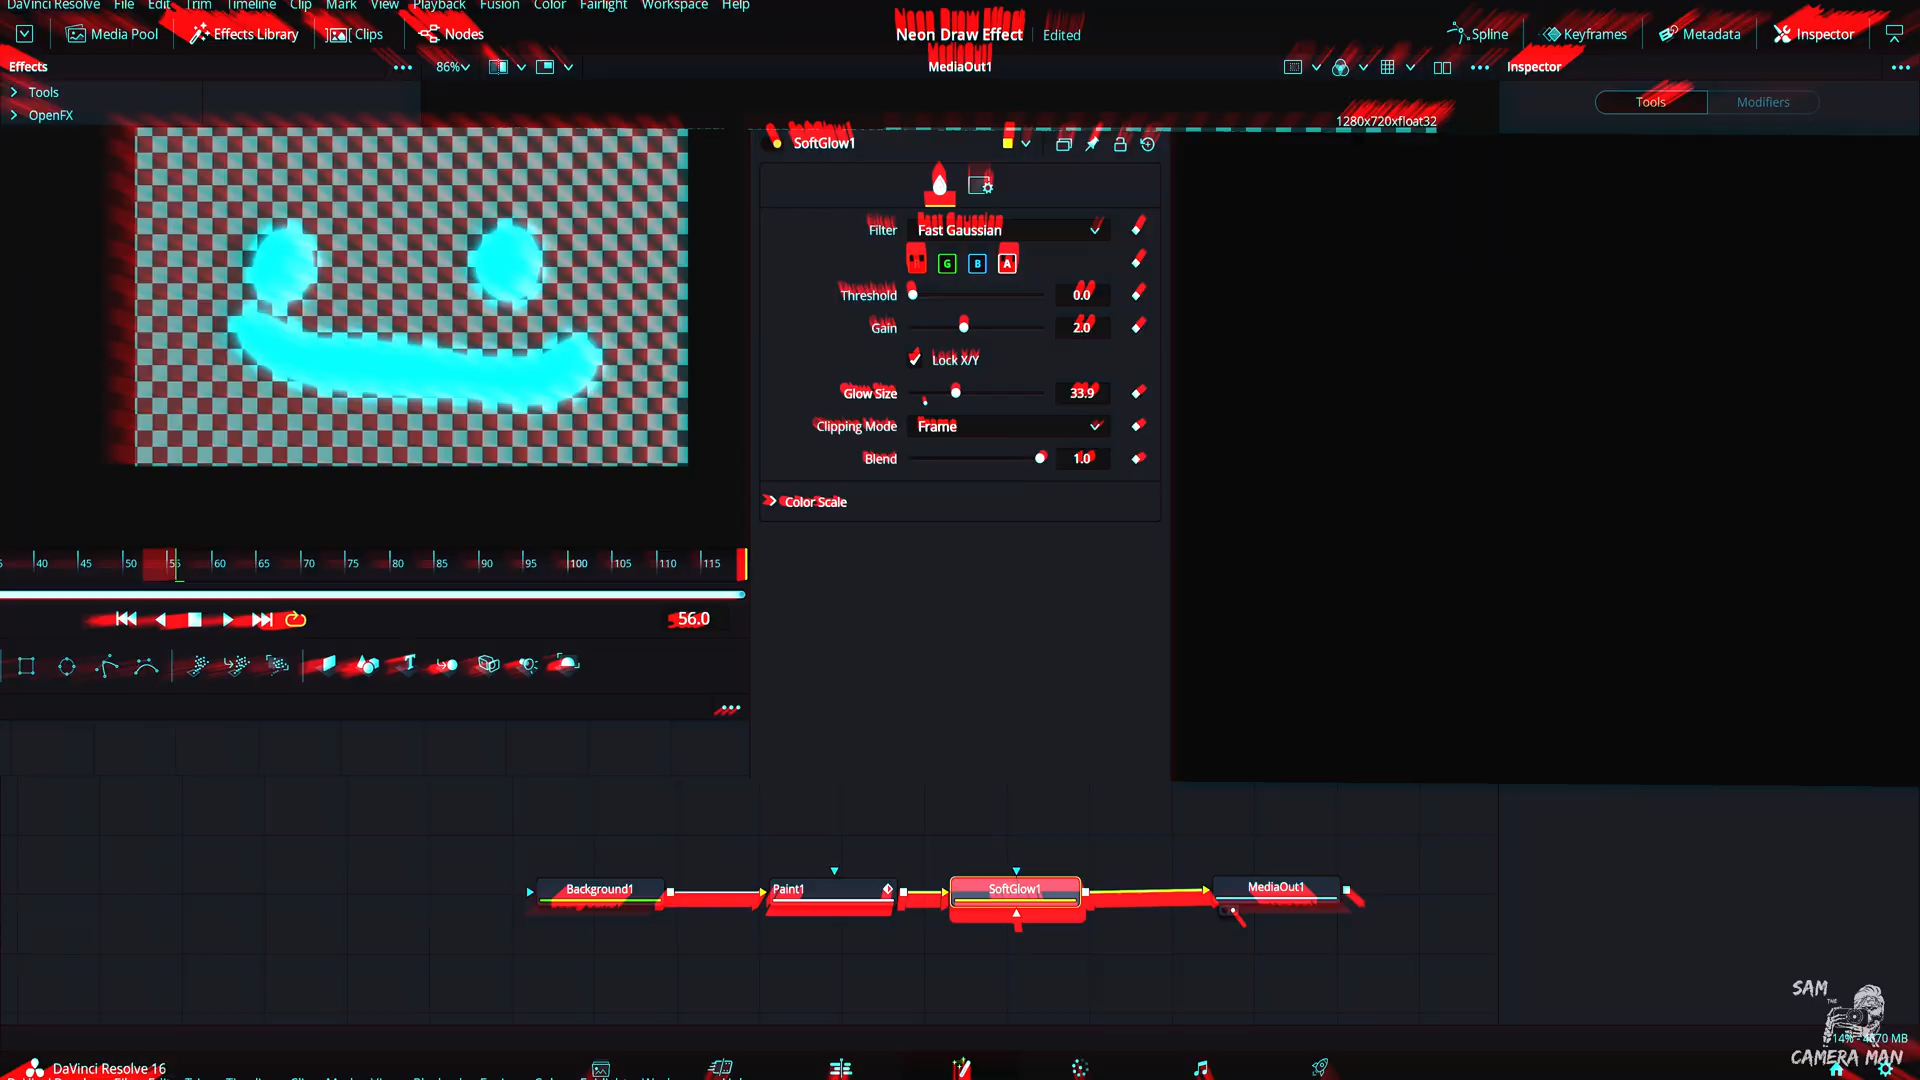 DaVinci Resolve File Edit Trim Timeline Clip Mark View Playback Fusion Color Fairlight Workspace Help
Media Pool Effects Library Clips Nodes Neon Draw Effect Edited Spline Keyframes Metadata Inspector
Effects 86% MediaOut1 Inspector
Tools
OpenFX
Tools Modifiers
1280x720xfloat32
SoftGlow1
Filter Fast Gaussian
G B A
Threshold 0.0
Gain 2.0
Lock X/Y
Glow Size 33.9
Clipping Mode Frame
Blend 1.0
Color Scale
40 45 50 55 60 65 70 75 80 85 90 95 100 105 110 115
56.0
Background1 Paint1 SoftGlow1 MediaOut1
SAM
THE
CAMERA MAN
DaVinci Resolve 16